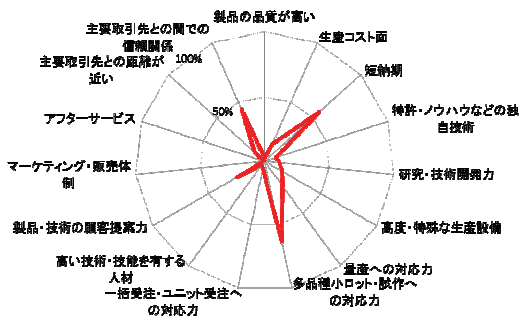 製品の品質が高い
生産コスト面
短納期
特許・ノウハウなどの独
自技術
研究・技術開発力
高度・特殊な生産設備
量産への対応力
多品種小ロット・試作へ
の対応力
一括受注・ユニット受注へ
の対応力
高い技術・技能を有する
人材
製品・技術の顧客提案力
マーケティング・販売体
制
アフターサービス
主要取引先との距離が
近い
主要取引先との間での
信頼関係
100%
50%